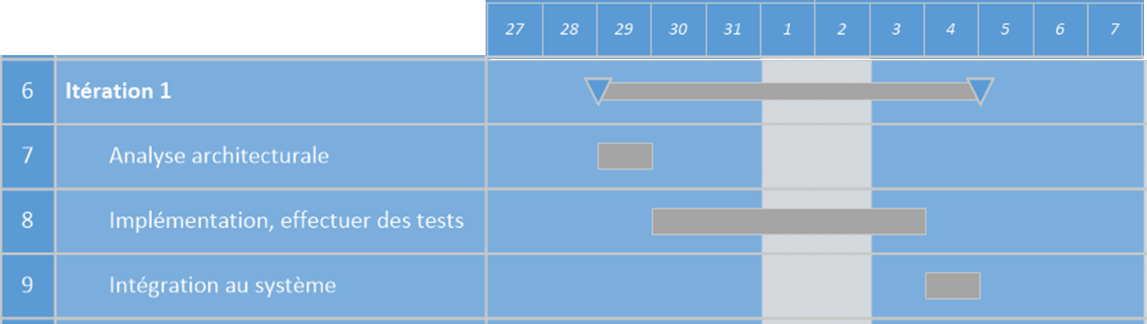 27 28 29 30 31 1 2 3 4 5 6 7
6 Itération 1
7 Analyse architecturale
8 Implémentation, effectuer des tests
9 Intégration au système